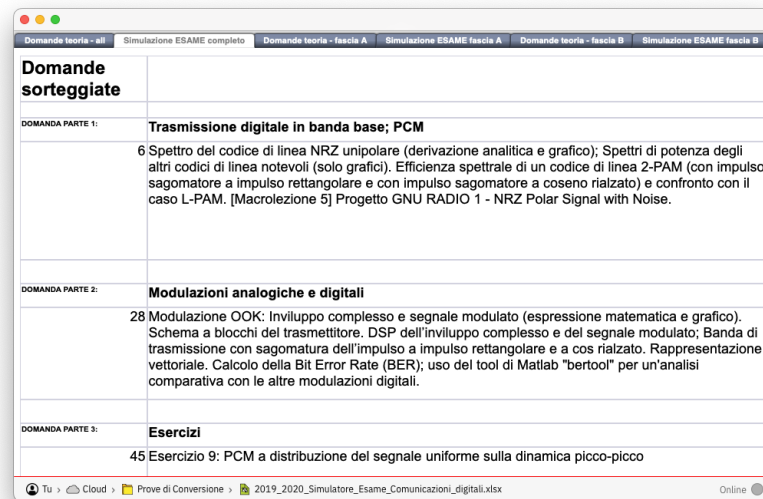 Domande teoria - all Simulazione ESAME completo Domande teoria - fascia A Simulazione ESAME fascia A Domande teoria - fascia B Simulazione ESAME fascia B
Domande
sorteggiate
DOMANDA PARTE 1: Trasmissione digitale in banda base; PCM
6 Spettro del codice di linea NRZ unipolare (derivazione analitica e grafico); Spettri di potenza degli
altri codici di linea notevoli (solo grafici). Efficienza spettrale di un codice di linea 2-PAM (con impulso
sagomatore a impulso rettangolare e con impulso sagomatore a coseno rialzato) e confronto con il
caso L-PAM. [Macrolezione 5] Progetto GNU RADIO 1 - NRZ Polar Signal with Noise.
DOMANDA PARTE 2: Modulazioni analogiche e digitali
28 Modulazione OOK: Inviluppo complesso e segnale modulato (espressione matematica e grafico).
Schema a blocchi del trasmettitore. DSP dell'inviluppo complesso e del segnale modulato; Banda di
trasmissione con sagomatura dell'impulso a impulso rettangolare e a cos rialzato. Rappresentazione
vettoriale. Calcolo della Bit Error Rate (BER); uso del tool di Matlab "bertool" per un'analisi
comparativa con le altre modulazioni digitali.
DOMANDA PARTE 3: Esercizi
45 Esercizio 9: PCM a distribuzione del segnale uniforme sulla dinamica picco-picco
Tu › Cloud › Prove di Conversione › 2019_2020_Simulatore_Esame_Comunicazioni_digitali.xlsx Online